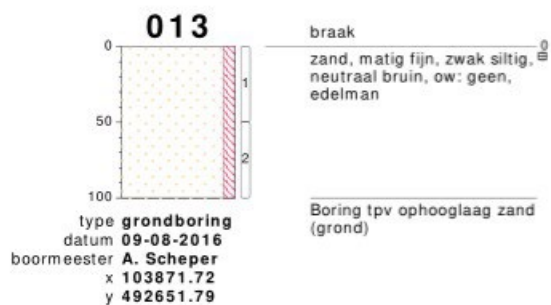 013
braak
0
0
zand, matig fijn, zwak siltig,
neutraal bruin, ow: geen,
edelman
1
50
2
100
Boring tpv ophooglaag zand
(grond)
type grondboring
datum 09-08-2016
boormeester A. Scheper
x 103871.72
y 492651.79